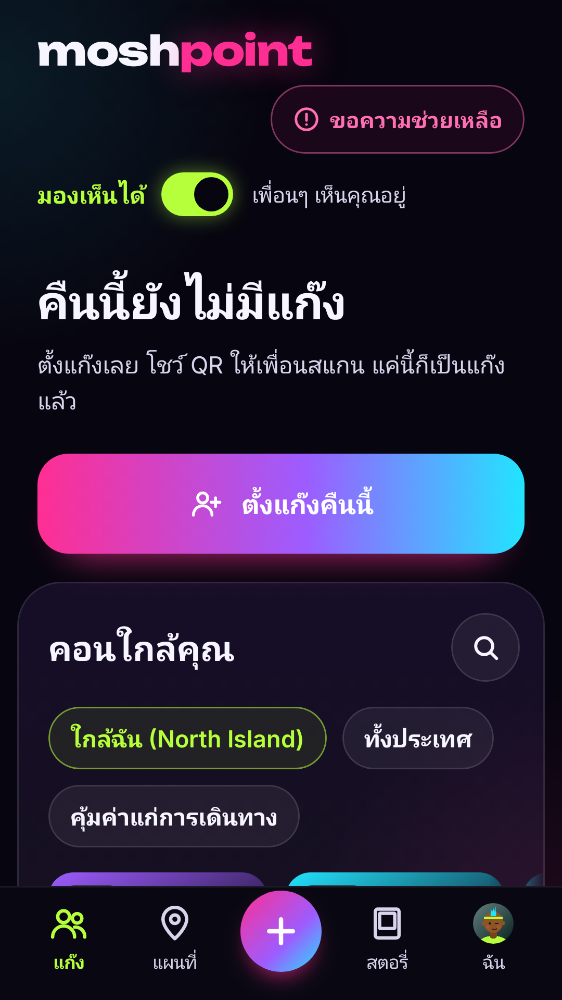 moshpoint
ขอความช่วยเหลือ
มองเห็นได้
เพื่อนๆ เห็นคุณอยู่
คืนนี้ยังไม่มีแก๊ง
ตั้งแก๊งเลย โชว์ QR ให้เพื่อนสแกน แค่นี้ก็เป็นแก๊ง
แล้ว
ตั้งแก๊งคืนนี้
คอนใกล้คุณ
ใกล้ฉัน (North Island)
ทั้งประเทศ
คุ้มค่าแก่การเดินทาง
แก๊ง
แผนที่
สตอรี่
ฉัน